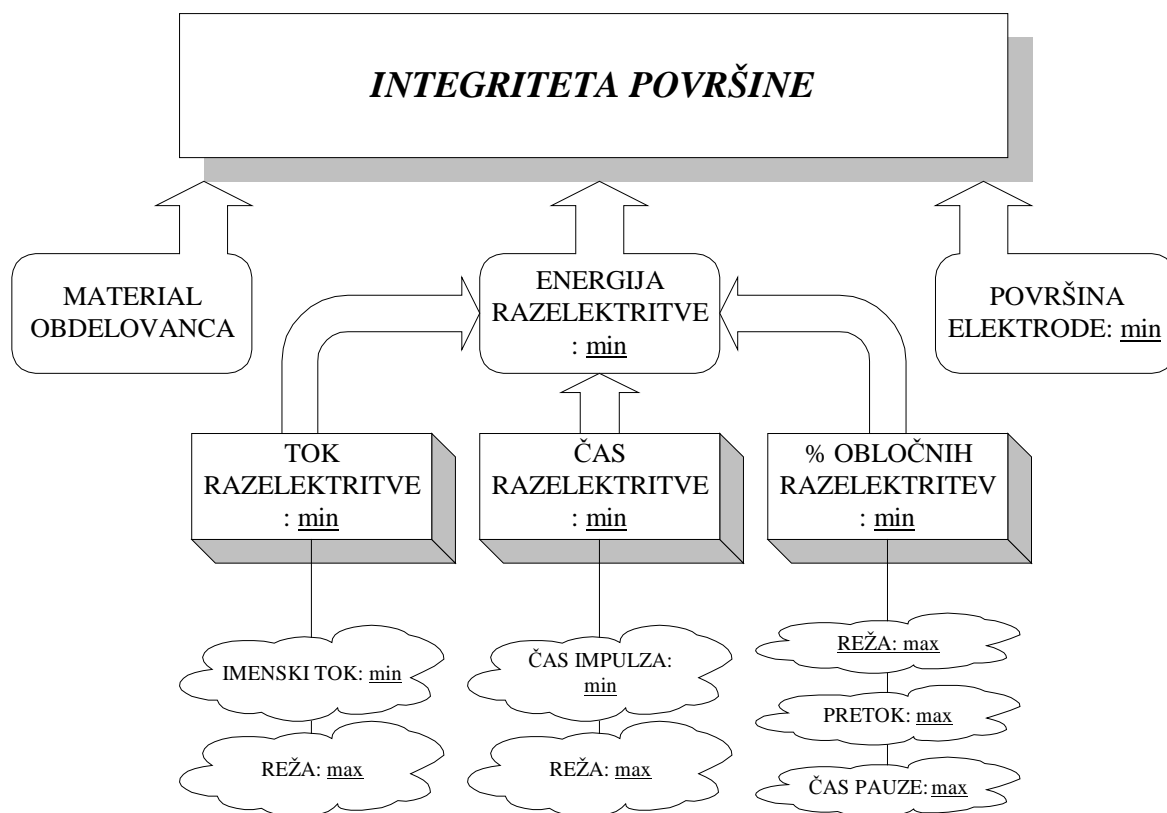 INTEGRITETA POVRŠINE
MATERIAL
OBDELOVANCA
ENERGIJA
RAZELEKTRITVE
: min
POVRŠINA
ELEKTRODE: min
TOK
RAZELEKTRITVE
: min
ČAS
RAZELEKTRITVE
: min
% OBLOČNIH
RAZELEKTRITEV
: min
IMENSKI TOK: min
REŽA: max
ČAS IMPULZA:
min
REŽA: max
REŽA: max
PRETOK: max
ČAS PAUZE: max